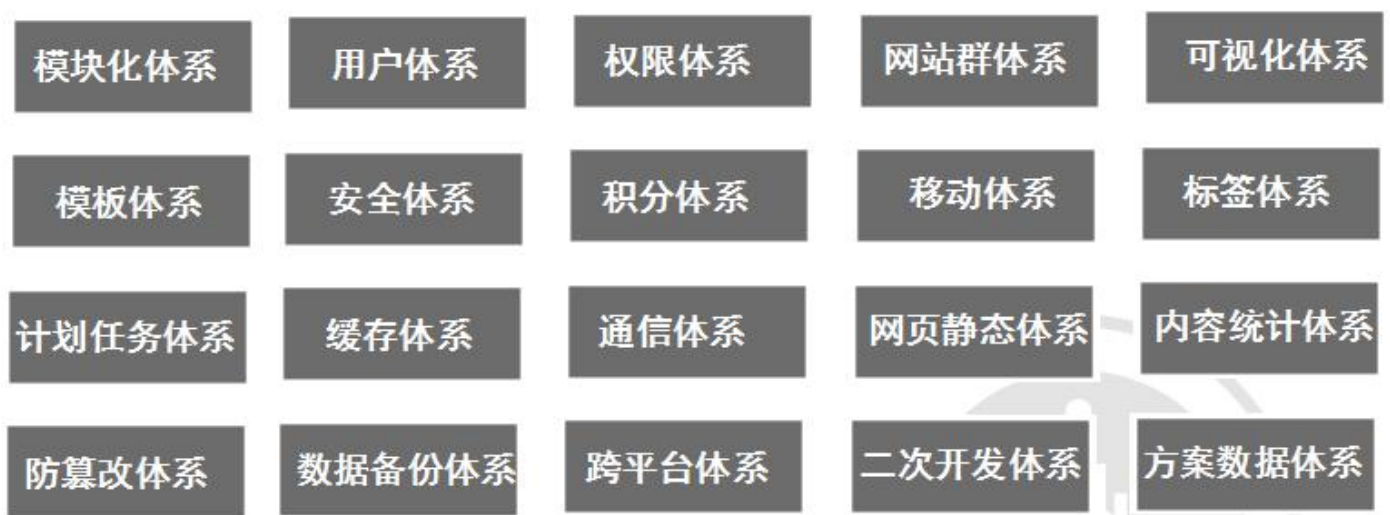 模块化体系 用户体系 权限体系 网站群体系 可视化体系
模板体系 安全体系 积分体系 移动体系 标签体系
计划任务体系 缓存体系 通信体系 网页静态体系 内容统计体系
防篡改体系 数据备份体系 跨平台体系 二次开发体系 方案数据体系